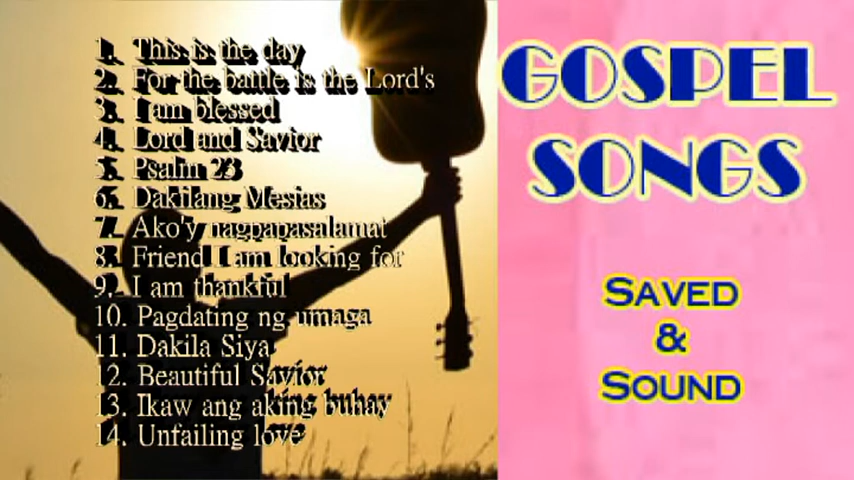 1. This is the day
2. For the battle is the Lord's
3. I am blessed
4. Lord and Savior
5. Psalm 23
6. Dakilang Mesias
7. Ako'y nagpapasalamat
8. Friend I am looking for
9. I am thankful
10. Pagdating ng umaga
11. Dakila Siya
12. Beautiful Savior
13. Ikaw ang aking buhay
14. Unfailing love
GOSPEL
SONGS
SAVED
&
SOUND